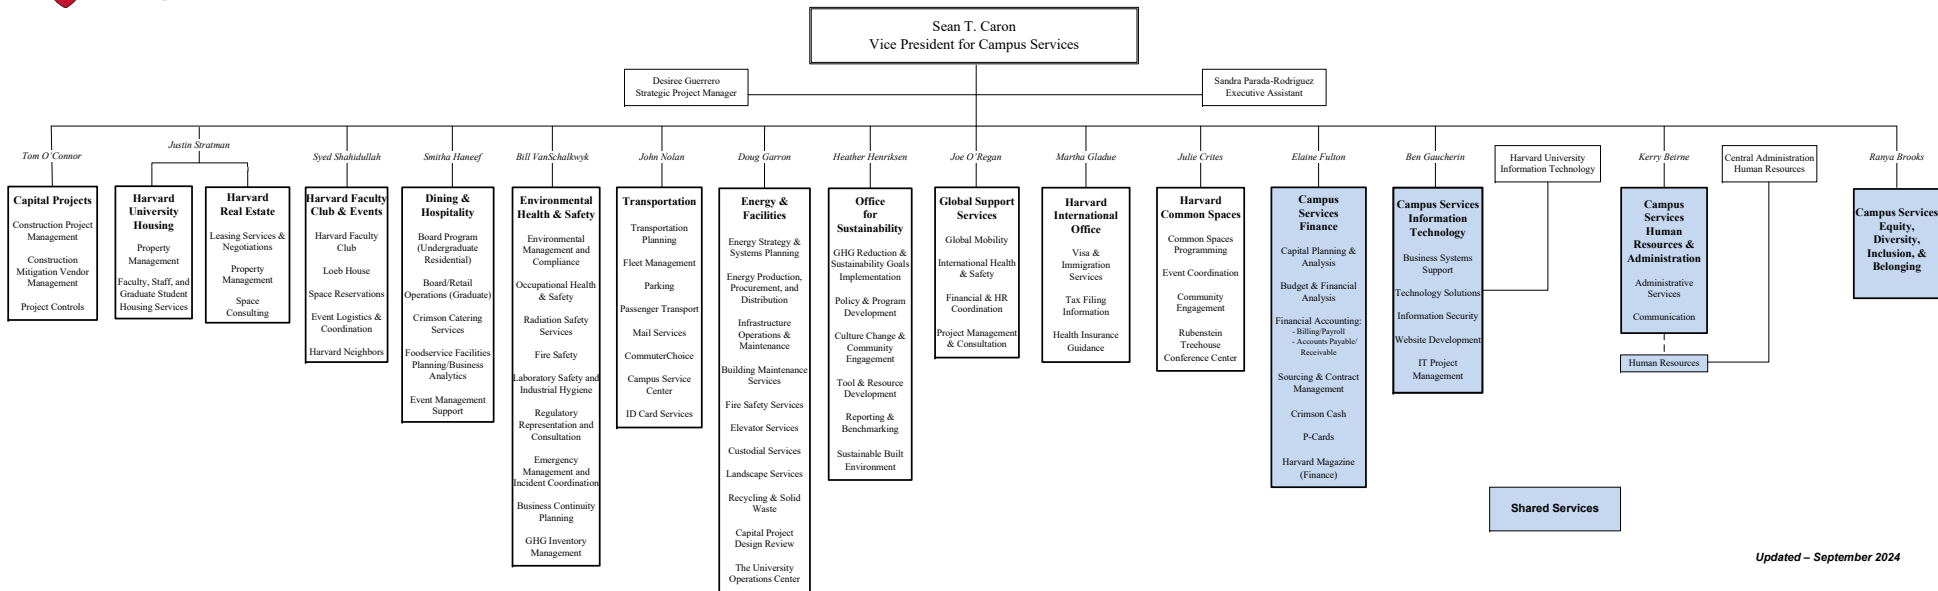 Sean T. Caron
Vice President for Campus Services
Desiree Guerrero
Strategic Project Manager
Sandra Parada-Rodriguez
Executive Assistant
Tom O'Connor
Capital Projects
Construction Project
Management
Construction
Mitigation Vendor
Management
Project Controls
Justin Stratman
Harvard
University
Housing
Property
Management
Faculty, Staff, and
Graduate Student
Housing Services
Harvard
Real Estate
Leasing Services &
Negotiations
Property
Management
Space
Consulting
Syed Shahidullah
Harvard Faculty
Club & Events
Harvard Faculty
Club
Loeb House
Space Reservations
Event Logistics &
Coordination
Harvard Neighbors
Smitha Haneef
Dining &
Hospitality
Board Program
(Undergraduate
Residential)
Board/Retail
Operations (Graduate)
Crimson Catering
Services
Foodservice Facilities
Planning/Business
Analytics
Event Management
Support
Bill VanSchalkwyk
Environmental
Health & Safety
Environmental
Management and
Compliance
Occupational Health
& Safety
Radiation Safety
Services
Fire Safety
Laboratory Safety and
Industrial Hygiene
Regulatory
Representation and
Consultation
Emergency
Management and
Incident Coordination
Business Continuity
Planning
GHG Inventory
Management
John Nolan
Transportation
Transportation
Planning
Fleet Management
Parking
Passenger Transport
Mail Services
CommuterChoice
Campus Service
Center
ID Card Services
Doug Garron
Energy &
Facilities
Energy Strategy &
Systems Planning
Energy Production,
Procurement, and
Distribution
Infrastructure
Operations &
Maintenance
Building Maintenance
Services
Fire Safety Services
Elevator Services
Custodial Services
Landscape Services
Recycling & Solid
Waste
Capital Project
Design Review
The University
Operations Center
Heather Henriksen
Office
for
Sustainability
GHG Reduction &
Sustainability Goals
Implementation
Policy & Program
Development
Culture Change &
Community
Engagement
Tool & Resource
Development
Reporting &
Benchmarking
Sustainable Built
Environment
Joe O'Regan
Global Support
Services
Global Mobility
International Health
& Safety
Financial & HR
Coordination
Project Management
& Consultation
Martha Gladue
Harvard
International
Office
Visa &
Immigration
Services
Tax Filing
Information
Health Insurance
Guidance
Julie Crites
Harvard
Common Spaces
Common Spaces
Programming
Event Coordination
Community
Engagement
Rubenstein
Treehouse
Conference Center
Elaine Fulton
Campus
Services
Finance
Capital Planning &
Analysis
Budget & Financial
Analysis
Financial Accounting:
- Billing/Payroll
- Accounts Payable/
Receivable
Sourcing & Contract
Management
Crimson Cash
P-Cards
Harvard Magazine
(Finance)
Ben Gaucherin
Campus Services
Information
Technology
Business Systems
Support
Technology Solutions
Information Security
Website Development
IT Project
Management
Harvard University
Information Technology
Kerry Beirne
Campus
Services
Human
Resources &
Administration
Administrative
Services
Communication
Human Resources
Central Administration
Human Resources
Ranya Brooks
Campus Services
Equity,
Diversity,
Inclusion, &
Belonging
Shared Services
Updated – September 2024